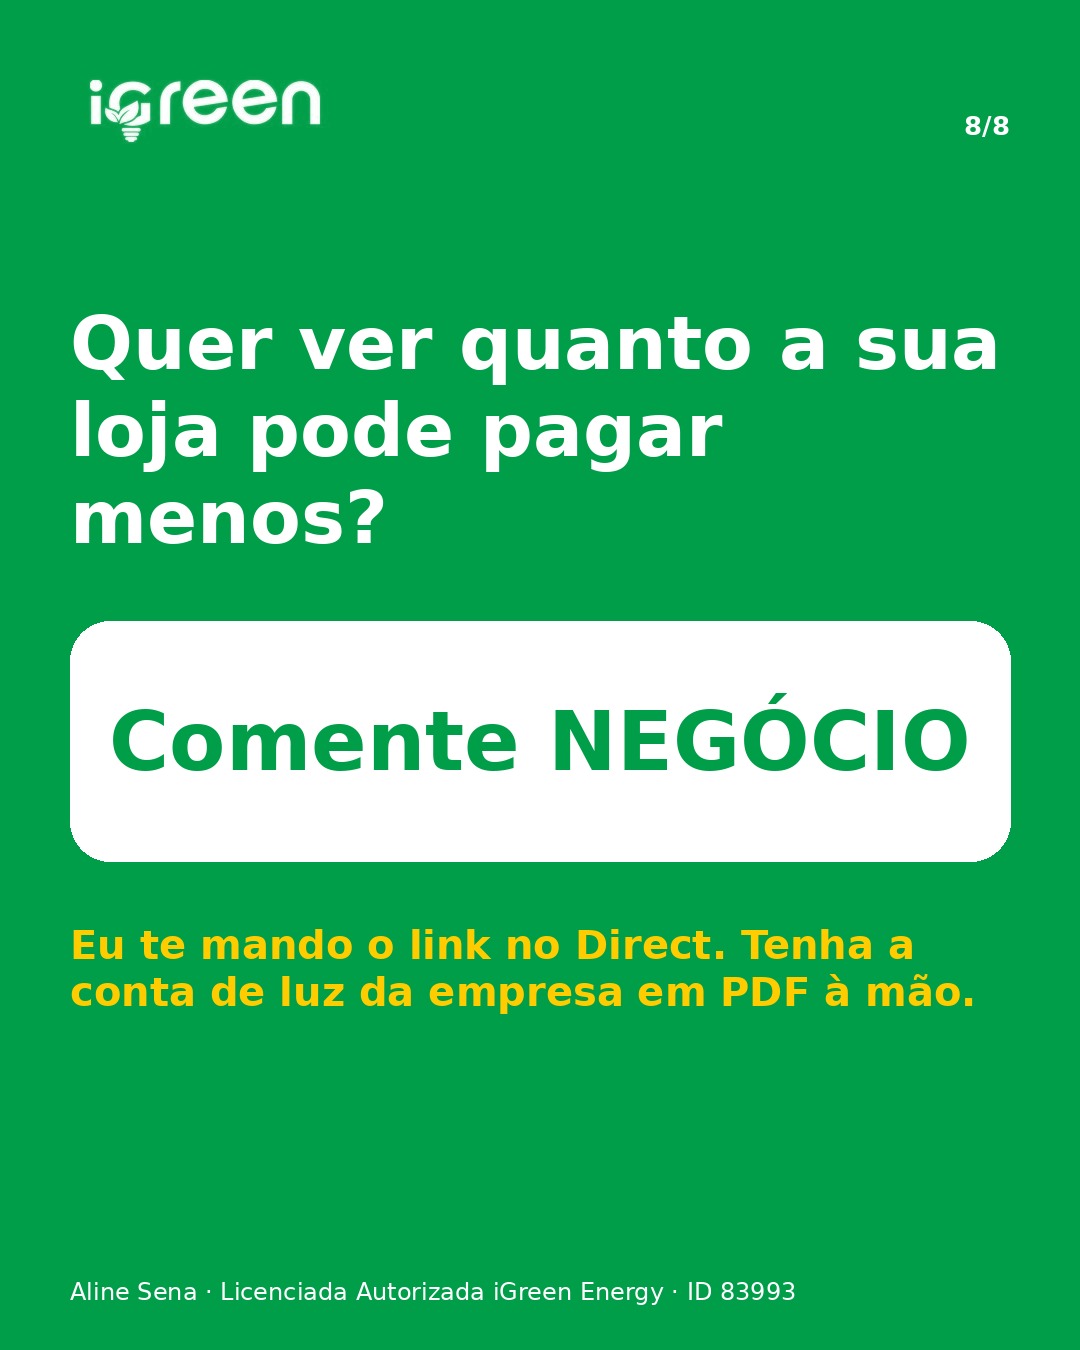 iGreen
8/8
Quer ver quanto a sua
loja pode pagar
menos?
Comente NEGÓCIO
Eu te mando o link no Direct. Tenha a
conta de luz da empresa em PDF à mão.
Aline Sena · Licenciada Autorizada iGreen Energy · ID 83993